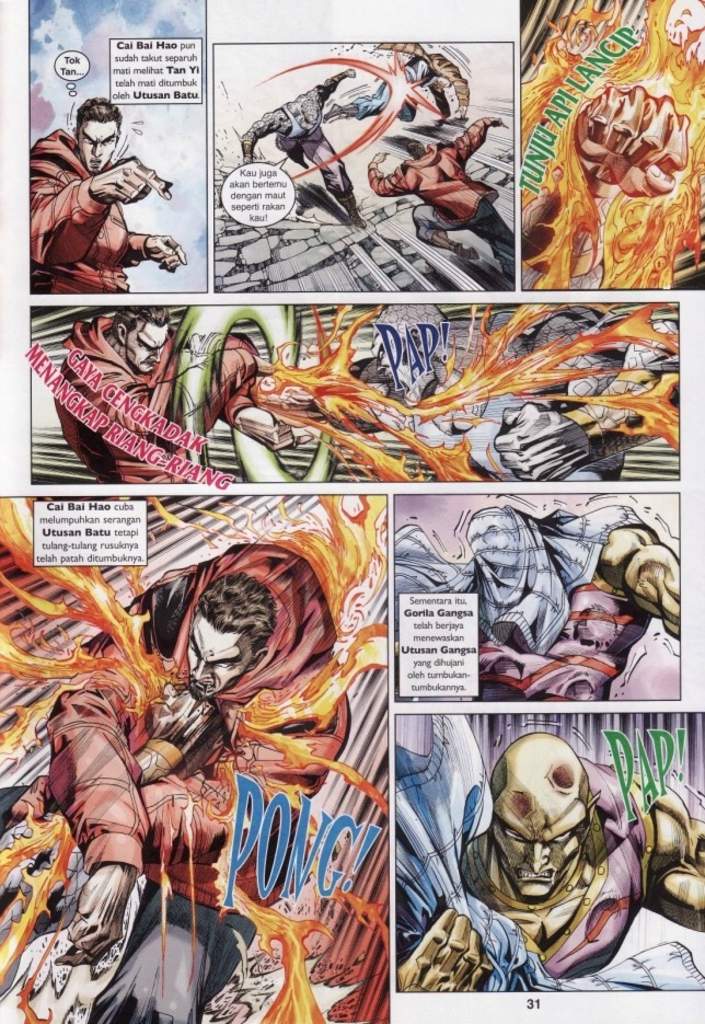 Tok
Tan...
Cai Bai Hao pun
takut separuh
mati melihat Tan Yi
telah mati ditumbuk
oleh Utusan Batu.
Kau juga
akan bertemu
dengan maut
seperti rakan
kau!
TUNJU API LANCIP
GAYA CENGKADAK
MENANGKAP RIANG-RIANG
PAP!
Cai Bai Hao cuba
melumpuhkan serangan
Utusan Batu tetapi
tulang-tulang rusuknya
telah patah ditumbuknya.
PONG!
Sementara itu,
Gorila Gangsa
telah berjaya
menewaskan
Utusan Gangsa
yang dihujani
oleh tumbukan-
tumbukannya.
PAP!
31